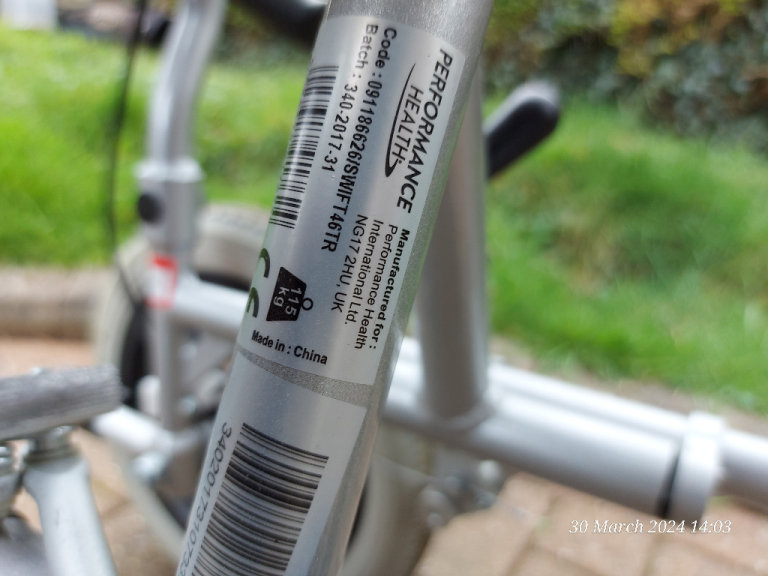 PERFORMANCE
HEALTH
Code : 091186626/SWIFT46TR
Batch : 340-2017-31
Manufactured for :
Performance Health
International Ltd.
NG17 2HU, UK
115
kg
CE
Made in : China
30 March 2024 14:03